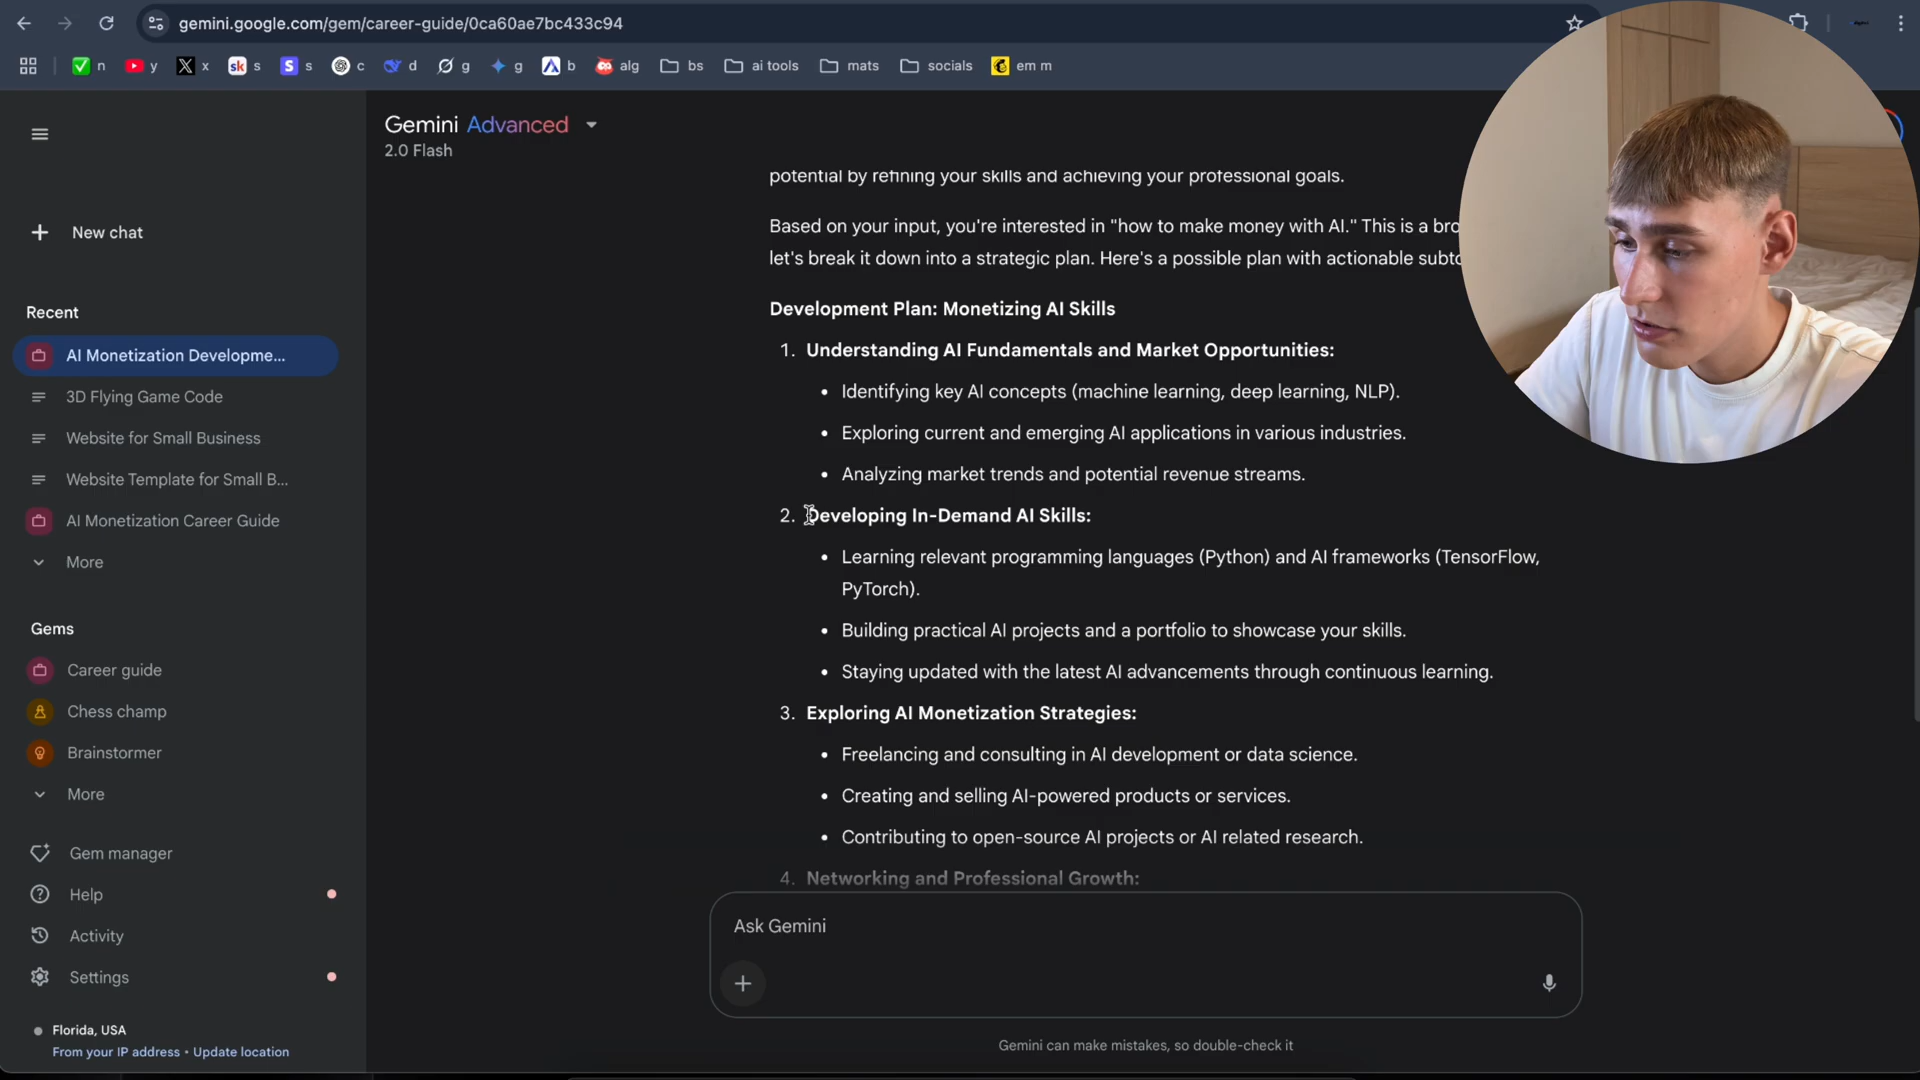 gemini.google.com/gem/career-guide/0ca60ae7bc433c94
n y x s s c d g g b alg bs ai tools mats socials em m
Gemini Advanced
2.0 Flash
New chat
Recent
AI Monetization Developme...
3D Flying Game Code
Website for Small Business
Website Template for Small B...
AI Monetization Career Guide
More
Gems
Career guide
Chess champ
Brainstormer
More
Gem manager
Help
Activity
Settings
Florida, USA
From your IP address • Update location
potential by refining your skills and achieving your professional goals.
Based on your input, you're interested in "how to make money with AI." This is a
let's break it down into a strategic plan. Here's a possible plan with actionable
Development Plan: Monetizing AI Skills
1. Understanding AI Fundamentals and Market Opportunities:
• Identifying key AI concepts (machine learning, deep learning, NLP).
• Exploring current and emerging AI applications in various industries.
• Analyzing market trends and potential revenue streams.
2. Developing In-Demand AI Skills:
• Learning relevant programming languages (Python) and AI frameworks (TensorFlow,
PyTorch).
• Building practical AI projects and a portfolio to showcase your skills.
• Staying updated with the latest AI advancements through continuous learning.
3. Exploring AI Monetization Strategies:
• Freelancing and consulting in AI development or data science.
• Creating and selling AI-powered products or services.
• Contributing to open-source AI projects or AI related research.
4. Networking and Professional Growth:
Ask Gemini
Gemini can make mistakes, so double-check it